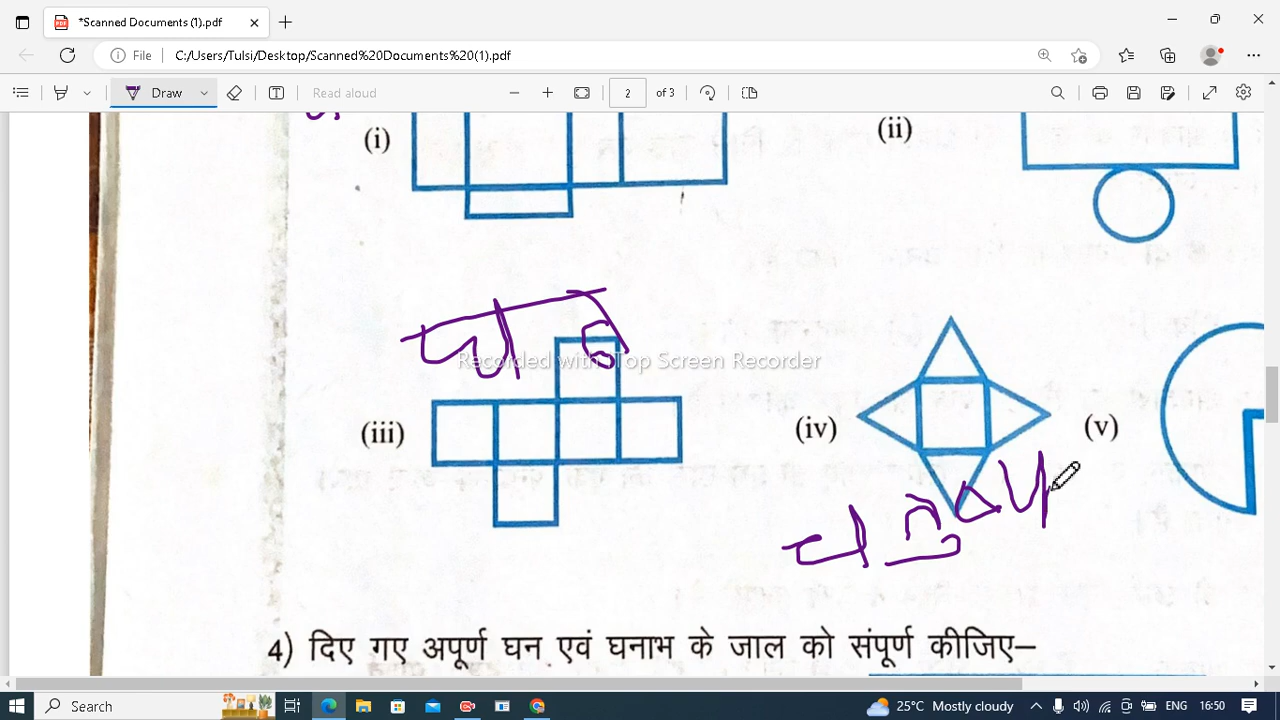 *Scanned Documents (1).pdf
File C:/Users/Tulsi/Desktop/Scanned%20Documents%20(1).pdf
Draw Read aloud 2 of 3
(i)
(ii)
Recorded with iTop Screen Recorder
(iii)
(iv)
(v)
4) दिए गए अपूर्ण घन एवं घनाभ के जाल को संपूर्ण कीजिए–
Search
25°C Mostly cloudy ENG 16:50